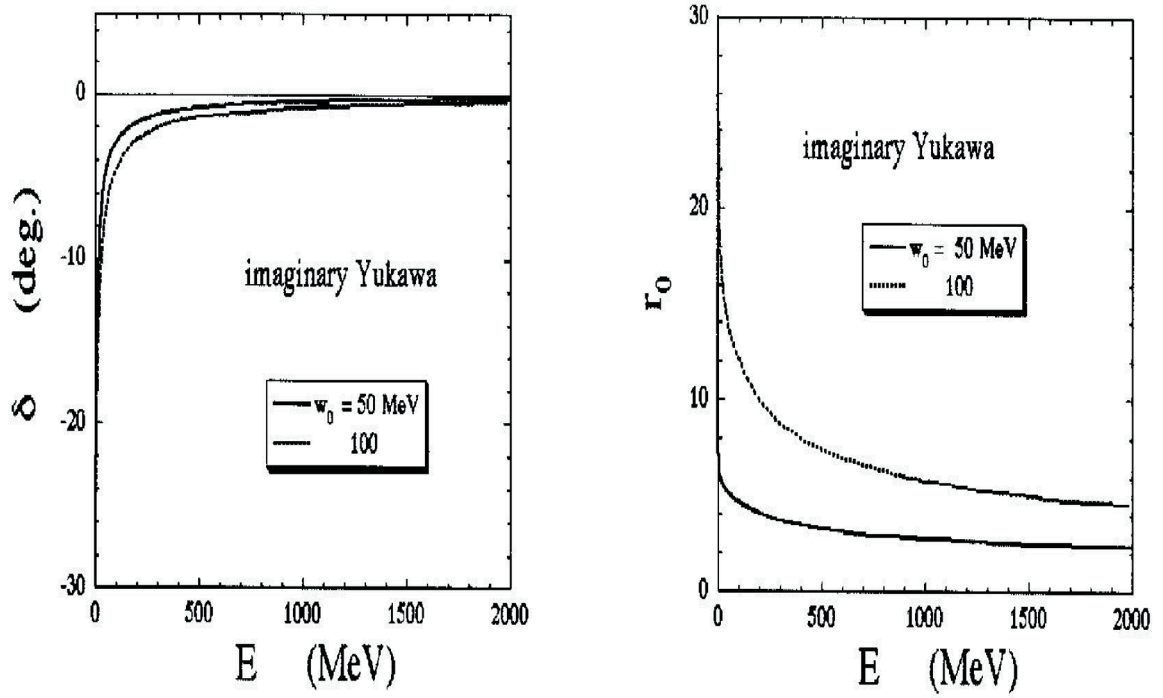 0
-10
-20
-30
δ (deg.)
imaginary Yukawa
w₀ = 50 MeV
100
0 500 1000 1500 2000
E (MeV)
30
20
10
0
r₀
imaginary Yukawa
w₀ = 50 MeV
100
0 500 1000 1500 2000
E (MeV)